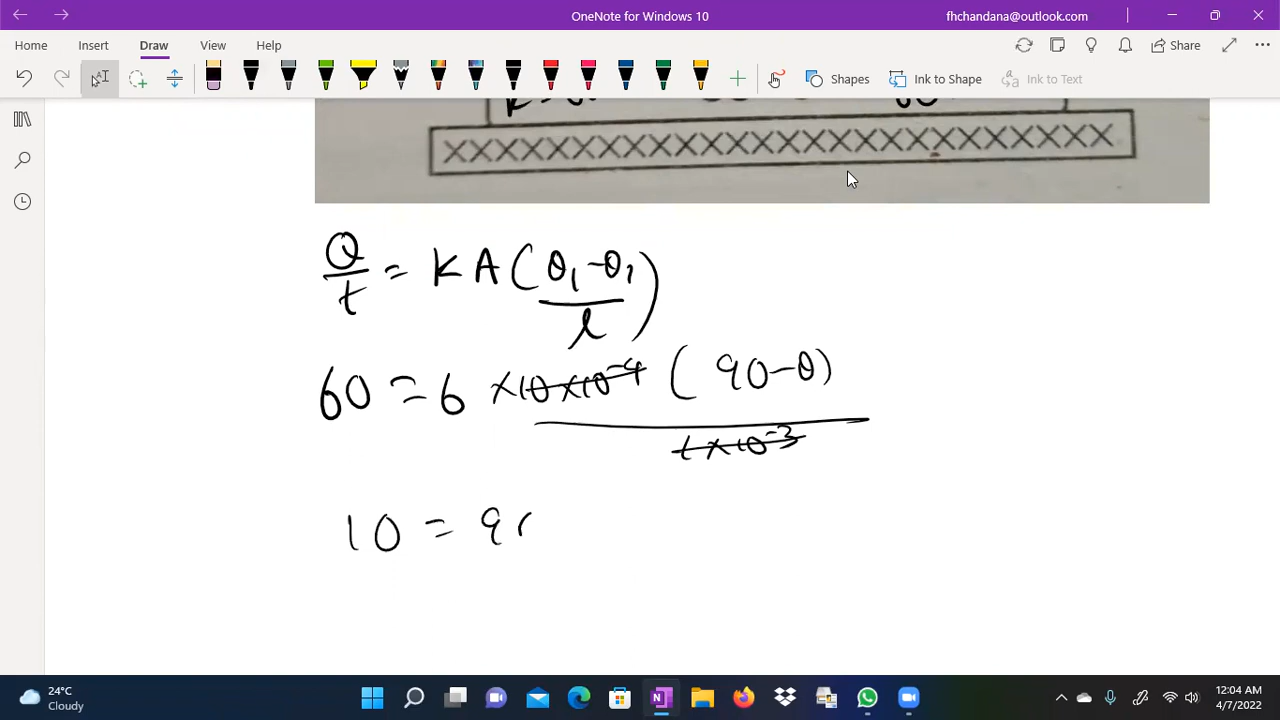 OneNote for Windows 10
fhchandana@outlook.com
Home Insert Draw View Help
Share
Shapes
Ink to Shape
Ink to Text
XXXXXXXXXXXXXXXXXXXXXXXXXX
Q/t = KA(θ₁-θ₁/l)
60 = 6 ×10×10⁻⁴ (90-θ)
1×10⁻³
10 = 9
24°C
Cloudy
12:04 AM
4/7/2022